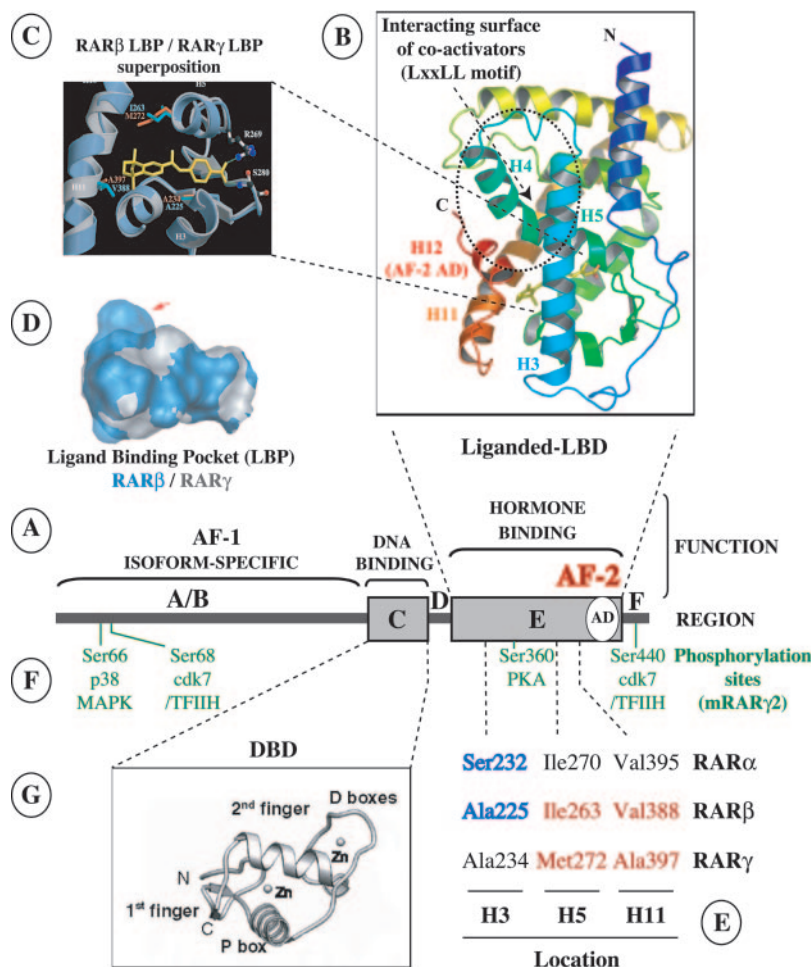 C
RARβ LBP / RARγ LBP
superposition
H5
I263
M272
R269
A397
V388
H11
S280
A234
A225
H3
B
Interacting surface
of co-activators
(LxxLL motif)
N
H4
C
H5
H12
(AF-2 AD)
H11
H3
Liganded-LBD
D
Ligand Binding Pocket (LBP)
RARβ / RARγ
A
AF-1
ISOFORM-SPECIFIC
DNA
BINDING
HORMONE
BINDING
FUNCTION
AF-2
A/B
C
D
E
AD
F
REGION
F
Ser66
p38
MAPK
Ser68
cdk7
/TFIIH
Ser360
PKA
Ser440
cdk7
/TFIIH
Phosphorylation
sites
(mRARγ2)
G
DBD
D boxes
2nd finger
Zn
N
Zn
1st finger
C
P box
Ser232 Ile270 Val395 RARα
Ala225 Ile263 Val388 RARβ
Ala234 Met272 Ala397 RARγ
H3 H5 H11
E
Location